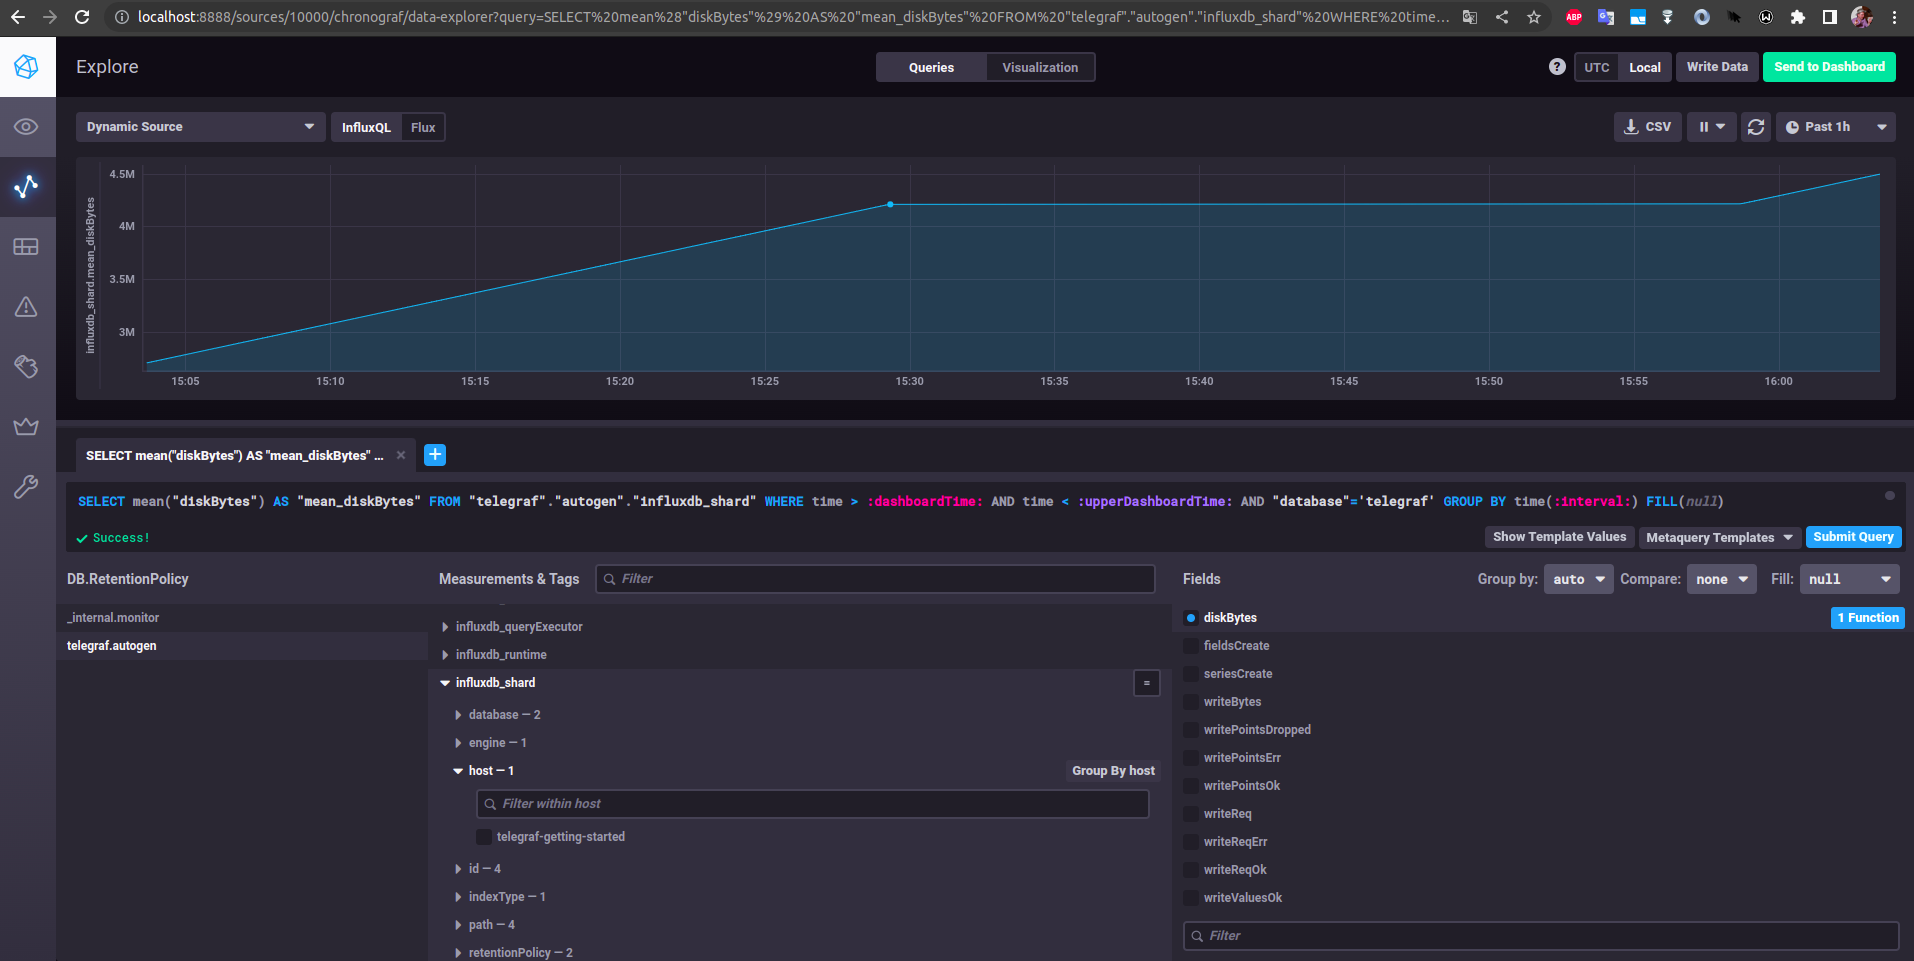 localhost:8888/sources/10000/chronograf/data-explorer?query=SELECT%20mean%28"diskBytes"%29%20AS%20"mean_diskBytes"%20FROM%20"telegraf"."autogen"."influxdb_shard"%20WHERE%20time...
ABP
Explore
Queries
Visualization
?
UTC
Local
Write Data
Send to Dashboard
Dynamic Source
InfluxQL
Flux
CSV
Past 1h
influxdb_shard.mean_diskBytes
4.5M
4M
3.5M
3M
15:05 15:10 15:15 15:20 15:25 15:30 15:35 15:40 15:45 15:50 15:55 16:00
SELECT mean("diskBytes") AS "mean_diskBytes" ...
SELECT mean("diskBytes") AS "mean_diskBytes" FROM "telegraf"."autogen"."influxdb_shard" WHERE time > :dashboardTime: AND time < :upperDashboardTime: AND "database"='telegraf' GROUP BY time(:interval:) FILL(null)
Success!
Show Template Values
Metaquery Templates
Submit Query
DB.RetentionPolicy
_internal.monitor
telegraf.autogen
Measurements & Tags
Filter
influxdb_queryExecutor
influxdb_runtime
influxdb_shard
=
database — 2
engine — 1
host — 1
Group By host
Filter within host
telegraf-getting-started
id — 4
indexType — 1
path — 4
retentionPolicy — 2
Fields
Group by: auto
Compare: none
Fill: null
diskBytes
1 Function
fieldsCreate
seriesCreate
writeBytes
writePointsDropped
writePointsErr
writePointsOk
writeReq
writeReqErr
writeReqOk
writeValuesOk
Filter